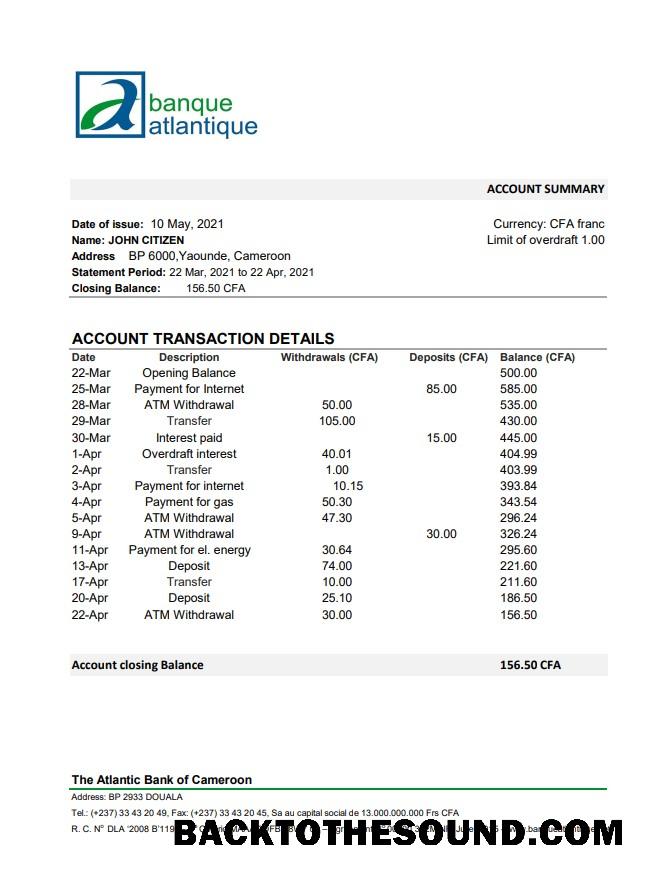 banque
atlantique
ACCOUNT SUMMARY
Date of issue: 10 May, 2021 Currency: CFA franc
Name: JOHN CITIZEN Limit of overdraft 1.00
Address BP 6000,Yaounde, Cameroon
Statement Period: 22 Mar, 2021 to 22 Apr, 2021
Closing Balance: 156.50 CFA
ACCOUNT TRANSACTION DETAILS
Date Description Withdrawals (CFA) Deposits (CFA) Balance (CFA)
22-Mar Opening Balance 500.00
25-Mar Payment for Internet 85.00 585.00
28-Mar ATM Withdrawal 50.00 535.00
29-Mar Transfer 105.00 430.00
30-Mar Interest paid 15.00 445.00
1-Apr Overdraft interest 40.01 404.99
2-Apr Transfer 1.00 403.99
3-Apr Payment for internet 10.15 393.84
4-Apr Payment for gas 50.30 343.54
5-Apr ATM Withdrawal 47.30 296.24
9-Apr ATM Withdrawal 30.00 326.24
11-Apr Payment for el. energy 30.64 295.60
13-Apr Deposit 74.00 221.60
17-Apr Transfer 10.00 211.60
20-Apr Deposit 25.10 186.50
22-Apr ATM Withdrawal 30.00 156.50
Account closing Balance 156.50 CFA
The Atlantic Bank of Cameroon
Address: BP 2933 DOUALA
Tel.: (+237) 33 43 20 49, Fax: (+237) 33 43 20 45, Sa au capital social de 13.000.000.000 Frs CFA
R. C. N° DLA '2008 B'119
BACKTOTHESOUND.COM